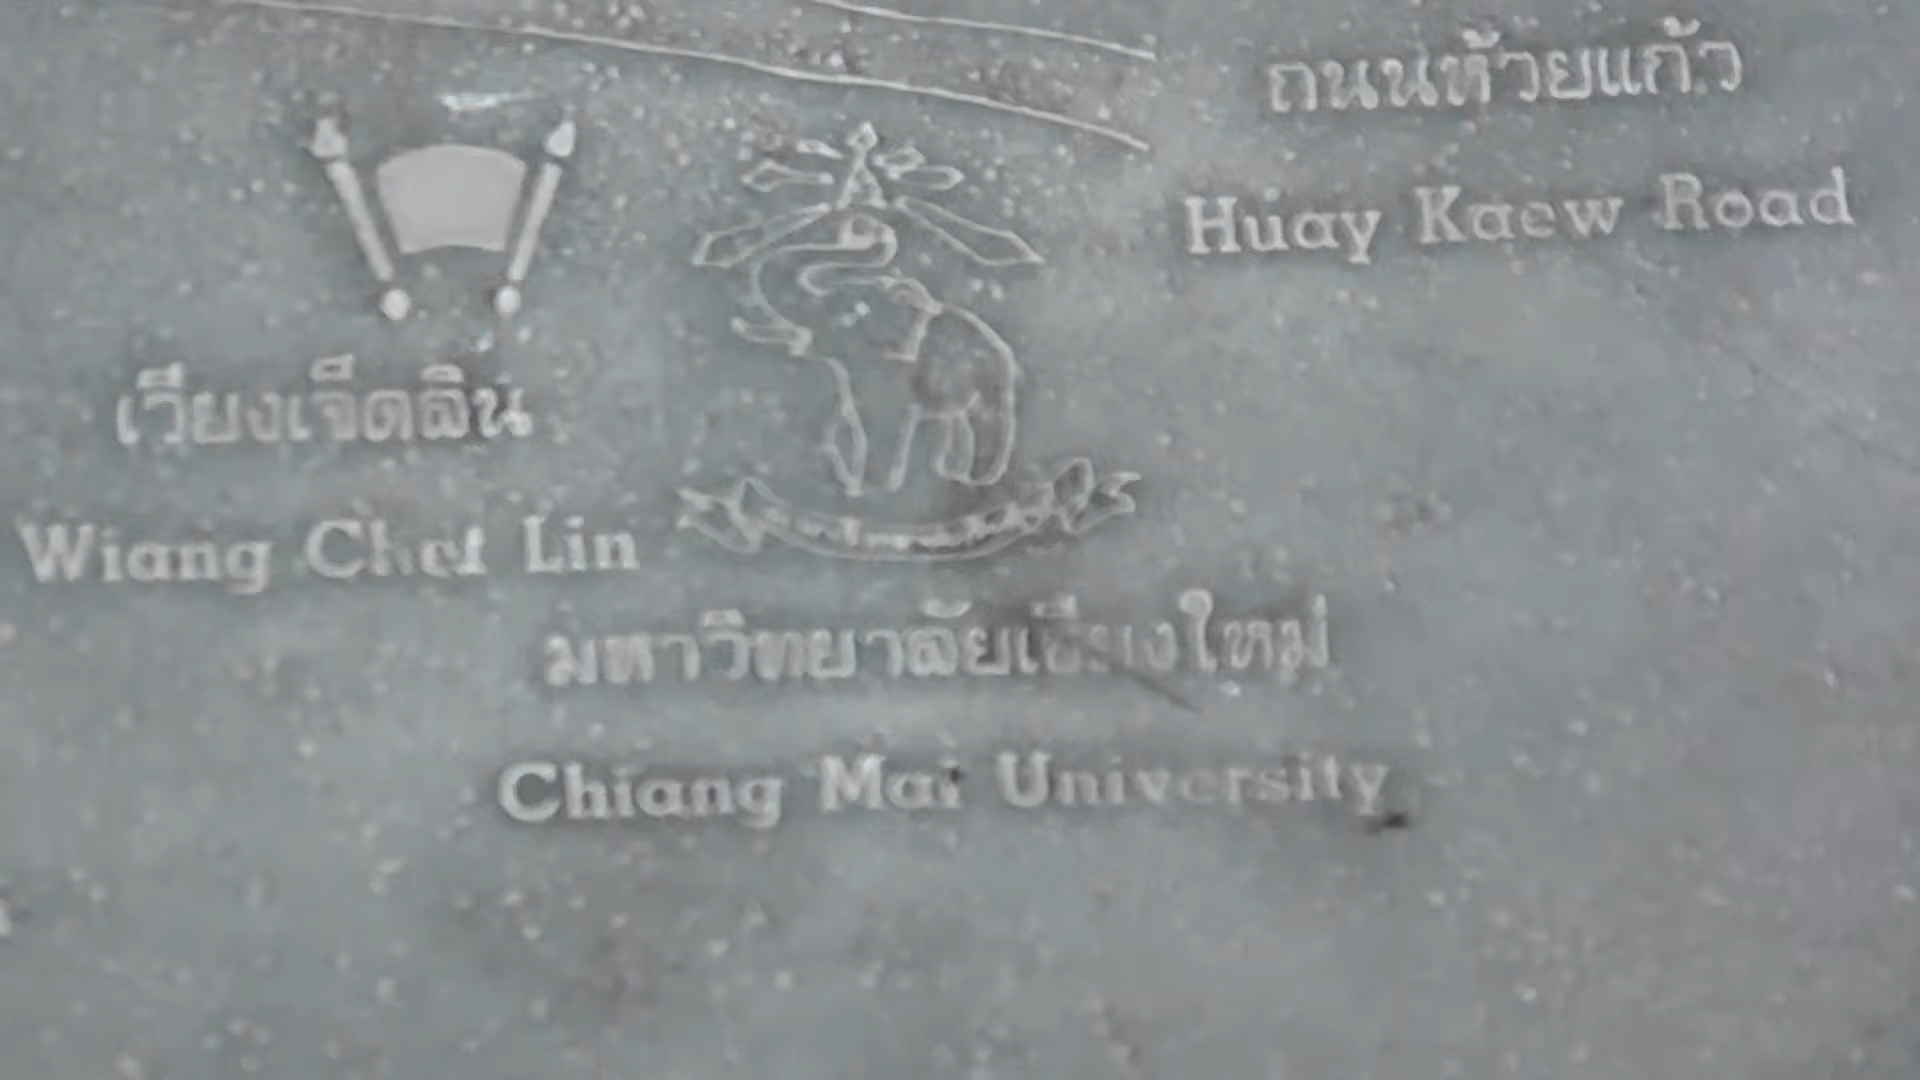 ถนนห้วยแก้ว
Huay Kaew Road
เวียงเจ็ดลิน
Wiang Chet Lin
มหาวิทยาลัยเชียงใหม่
Chiang Mai University